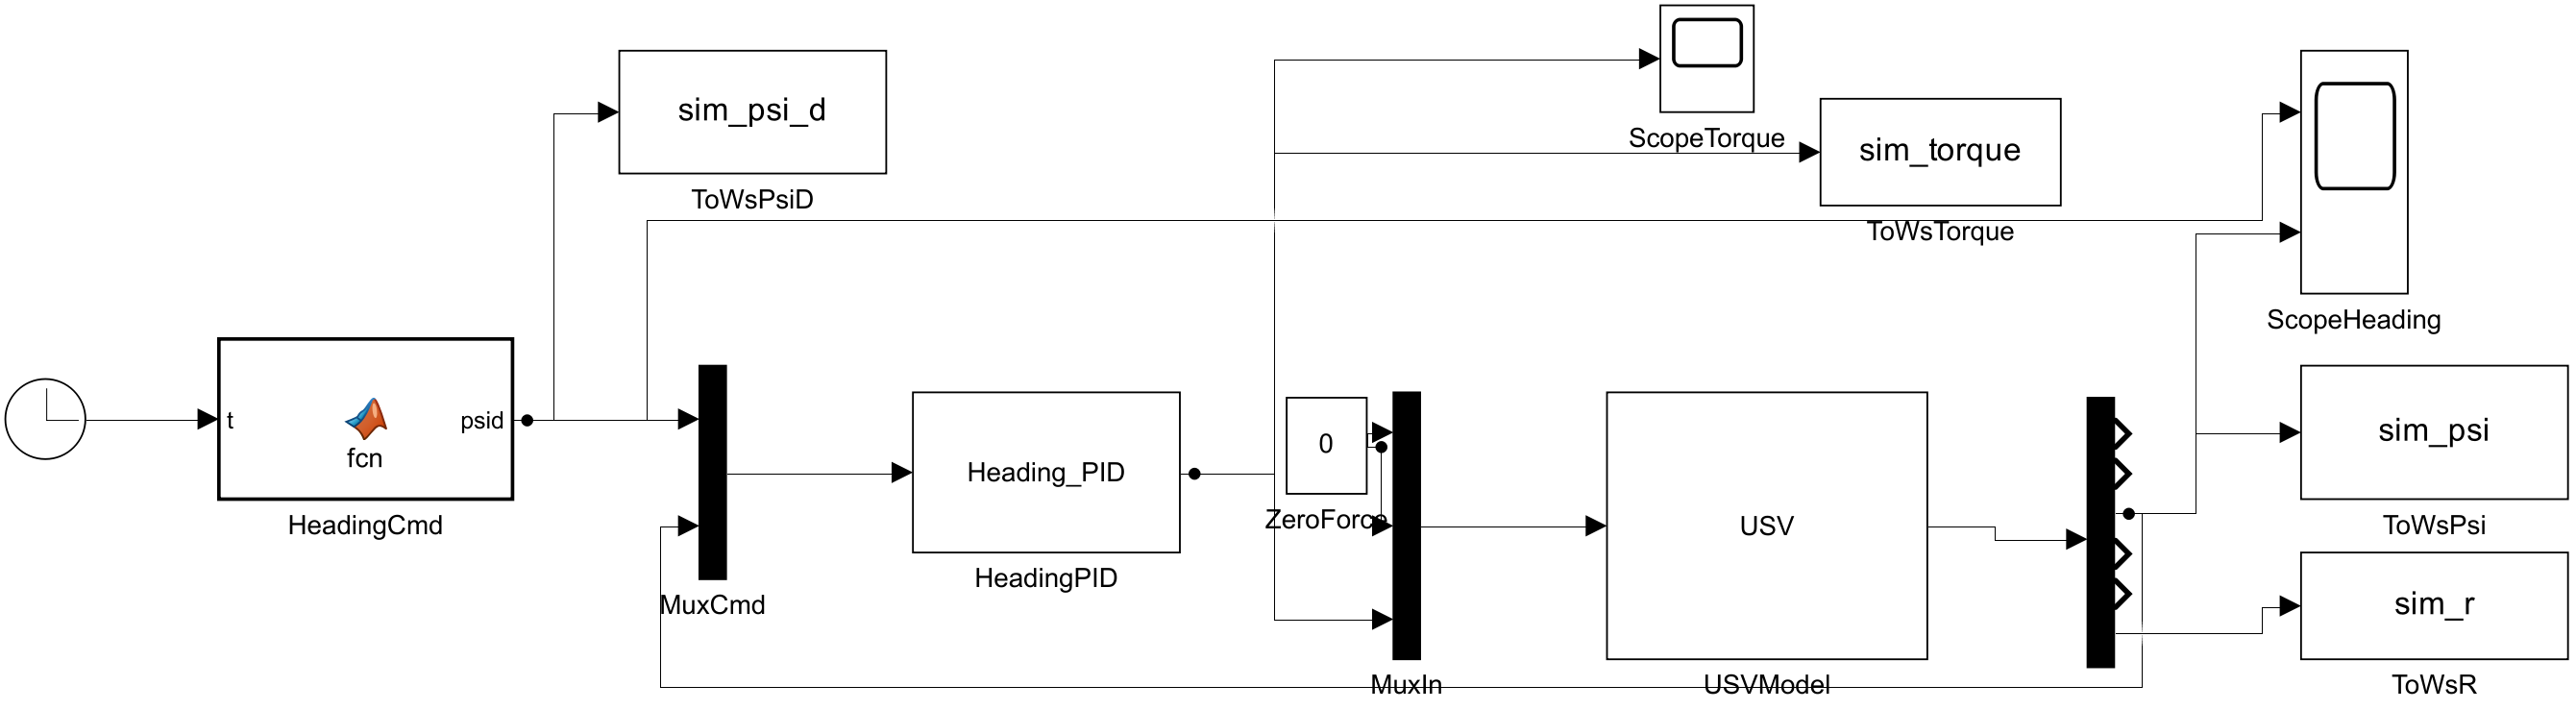 sim_psi_d
ToWsPsiD
ScopeTorque
sim_torque
ToWsTorque
ScopeHeading
t
fcn
psid
HeadingCmd
MuxCmd
Heading_PID
HeadingPID
0
ZeroForce
MuxIn
USV
USVModel
sim_psi
ToWsPsi
sim_r
ToWsR